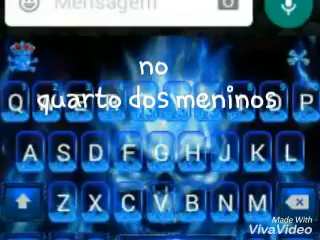 Mensagem
no
Q P
quarto dos meninos
A S D F G H J K L
Z X C V B N M
Made With
VivaVideo